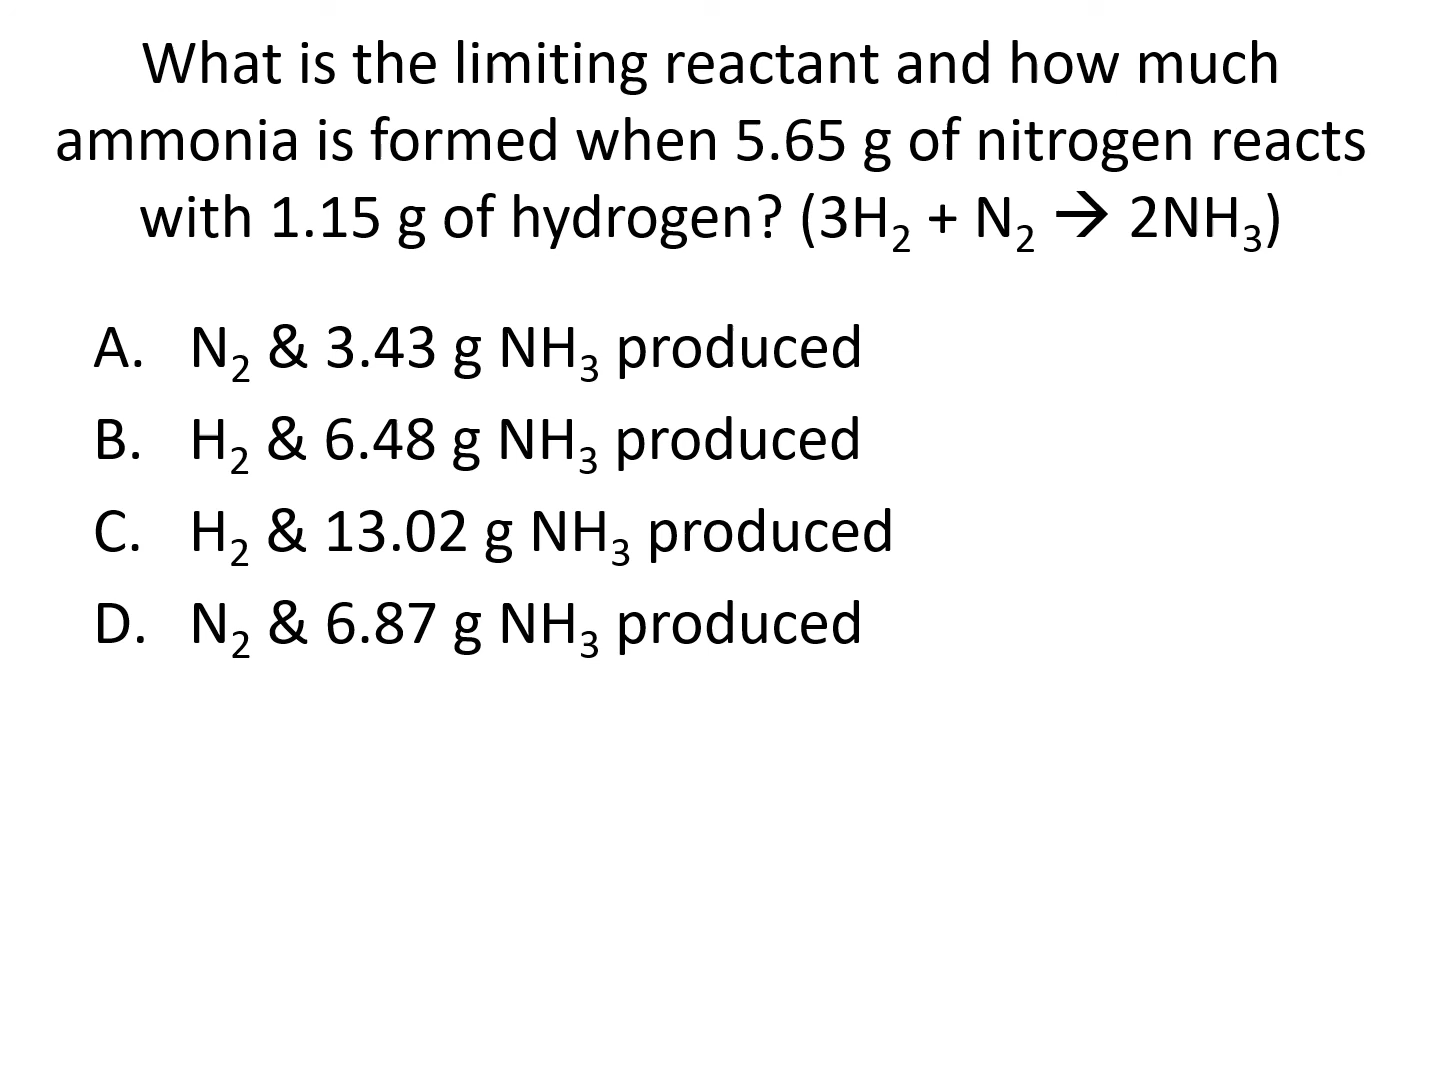 What is the limiting reactant and how much
ammonia is formed when 5.65 g of nitrogen reacts
with 1.15 g of hydrogen? (3H₂ + N₂ → 2NH₃)
A. N₂ & 3.43 g NH₃ produced
B. H₂ & 6.48 g NH₃ produced
C. H₂ & 13.02 g NH₃ produced
D. N₂ & 6.87 g NH₃ produced